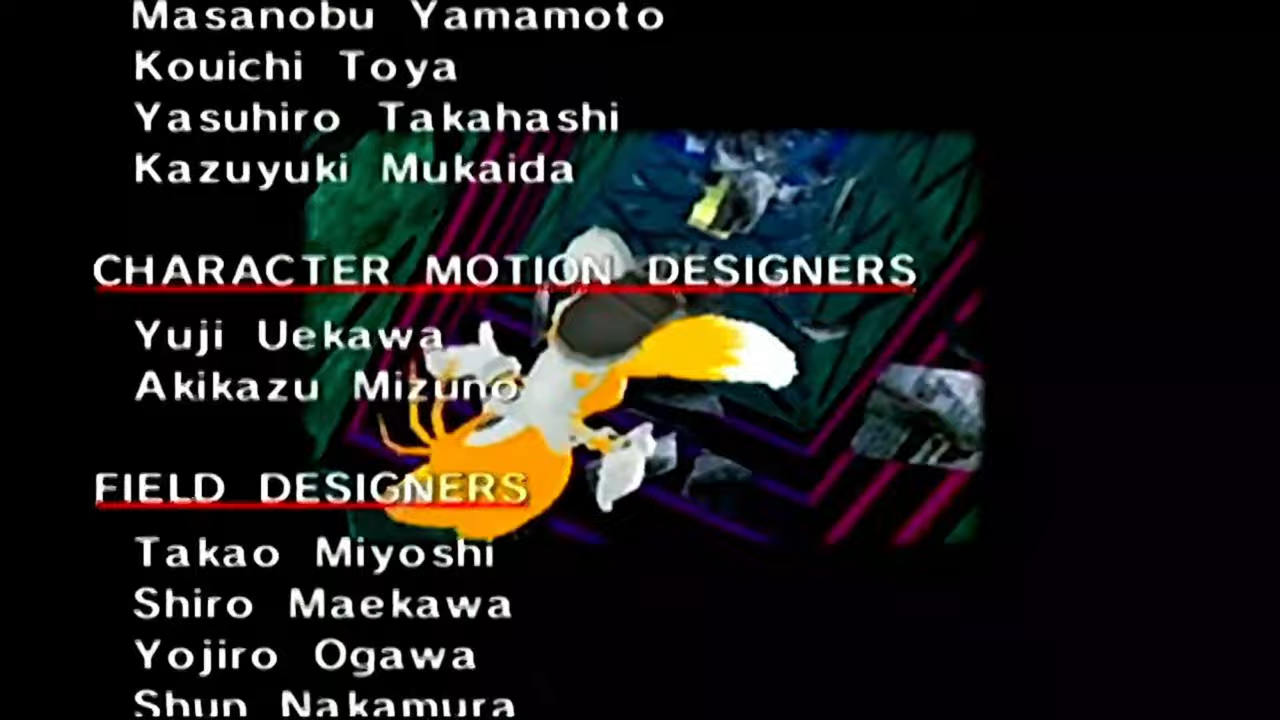 Masanobu Yamamoto
Kouichi Toya
Yasuhiro Takahashi
Kazuyuki Mukaida
CHARACTER MOTION DESIGNERS
Yuji Uekawa
Akikazu Mizuno
FIELD DESIGNERS
Takao Miyoshi
Shiro Maekawa
Yojiro Ogawa
Shun Nakamura